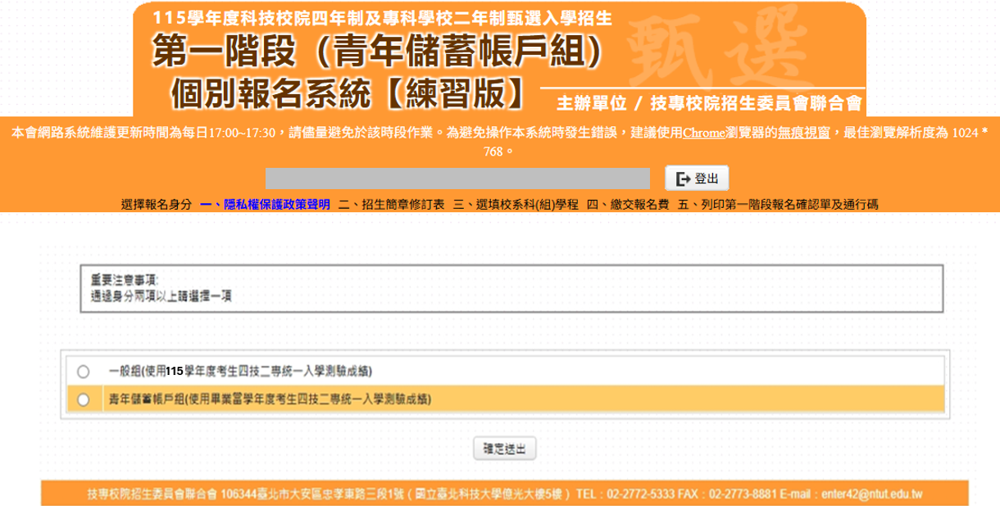 115學年度科技校院四年制及專科學校二年制甄選入學招生
第一階段（青年儲蓄帳戶組）
個別報名系統【練習版】
甄選
主辦單位 / 技專校院招生委員會聯合會
本會網路系統維護更新時間為每日17:00~17:30，請儘量避免於該時段作業。為避免操作本系統時發生錯誤，建議使用Chrome瀏覽器的無痕視窗，最佳瀏覽解析度為 1024 *
768。
登出
選擇報名身分 一、隱私權保護政策聲明 二、招生簡章修訂表 三、選填校系科(組)學程 四、繳交報名費 五、列印第一階段報名確認單及通行碼
重要注意事項:
通過身分兩項以上請選擇一項
一般組(使用115學年度考生四技二專統一入學測驗成績)
青年儲蓄帳戶組(使用畢業當學年度考生四技二專統一入學測驗成績)
確定送出
技專校院招生委員會聯合會 106344臺北市大安區忠孝東路三段1號 ( 國立臺北科技大學億光大樓5樓 ) TEL : 02-2772-5333 FAX : 02-2773-8881 E-mail : enter42@ntut.edu.tw